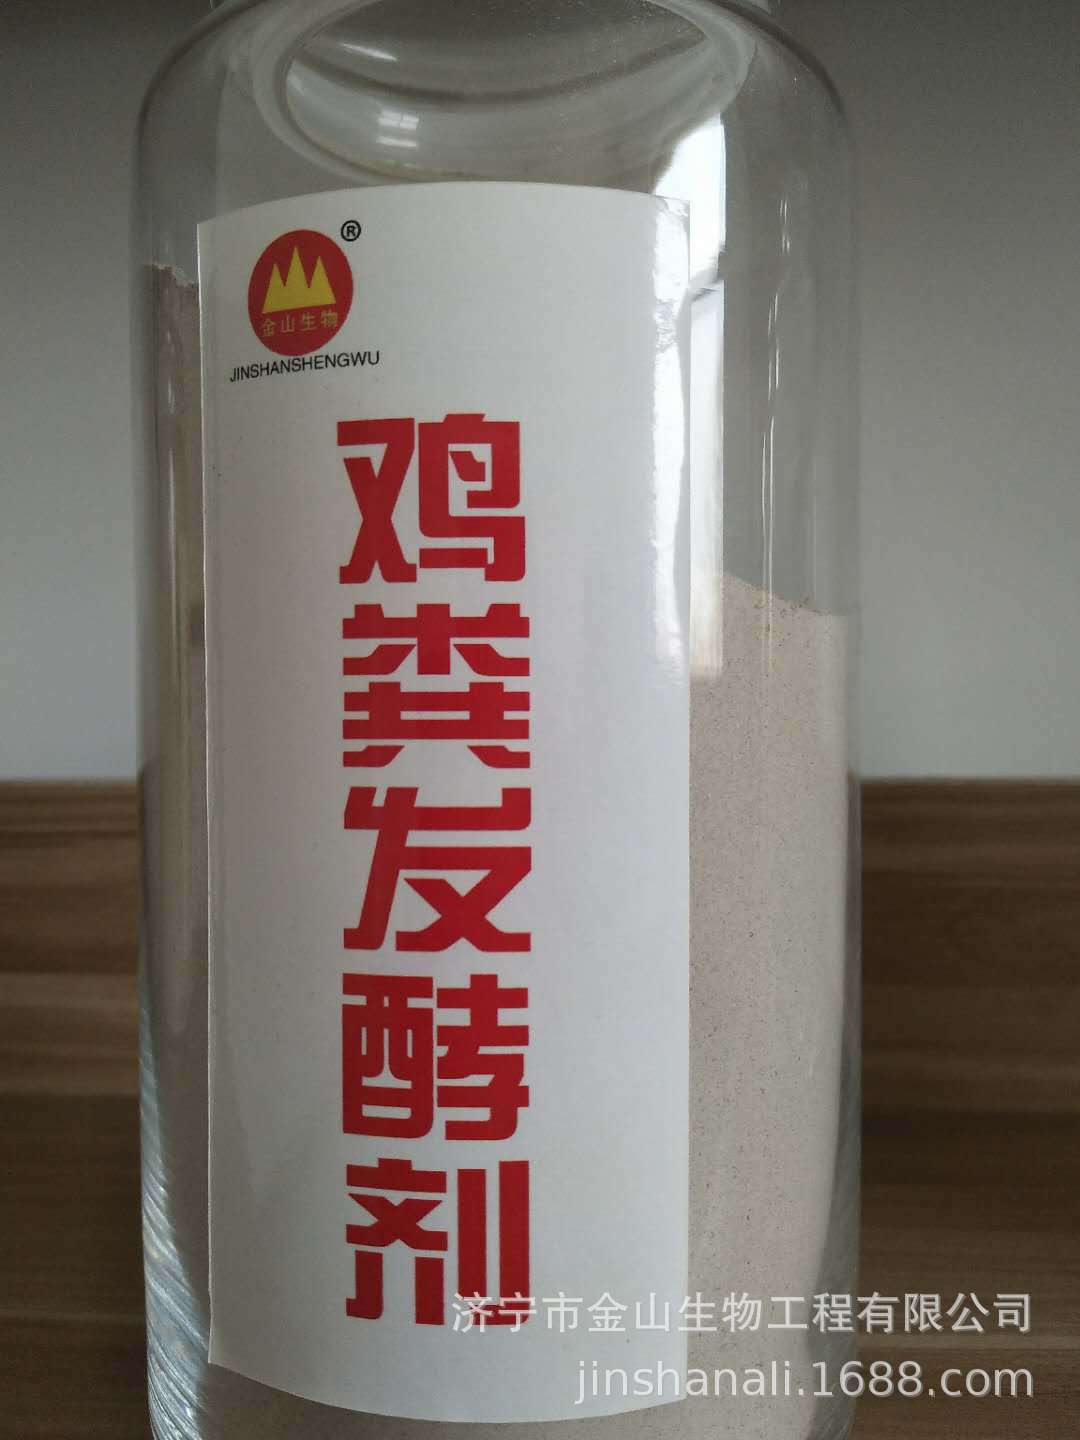 ®
金山生物
JINSHANSHENGWU
鸡粪发酵剂
济宁市金山生物工程有限公司
jinshanali.1688.com